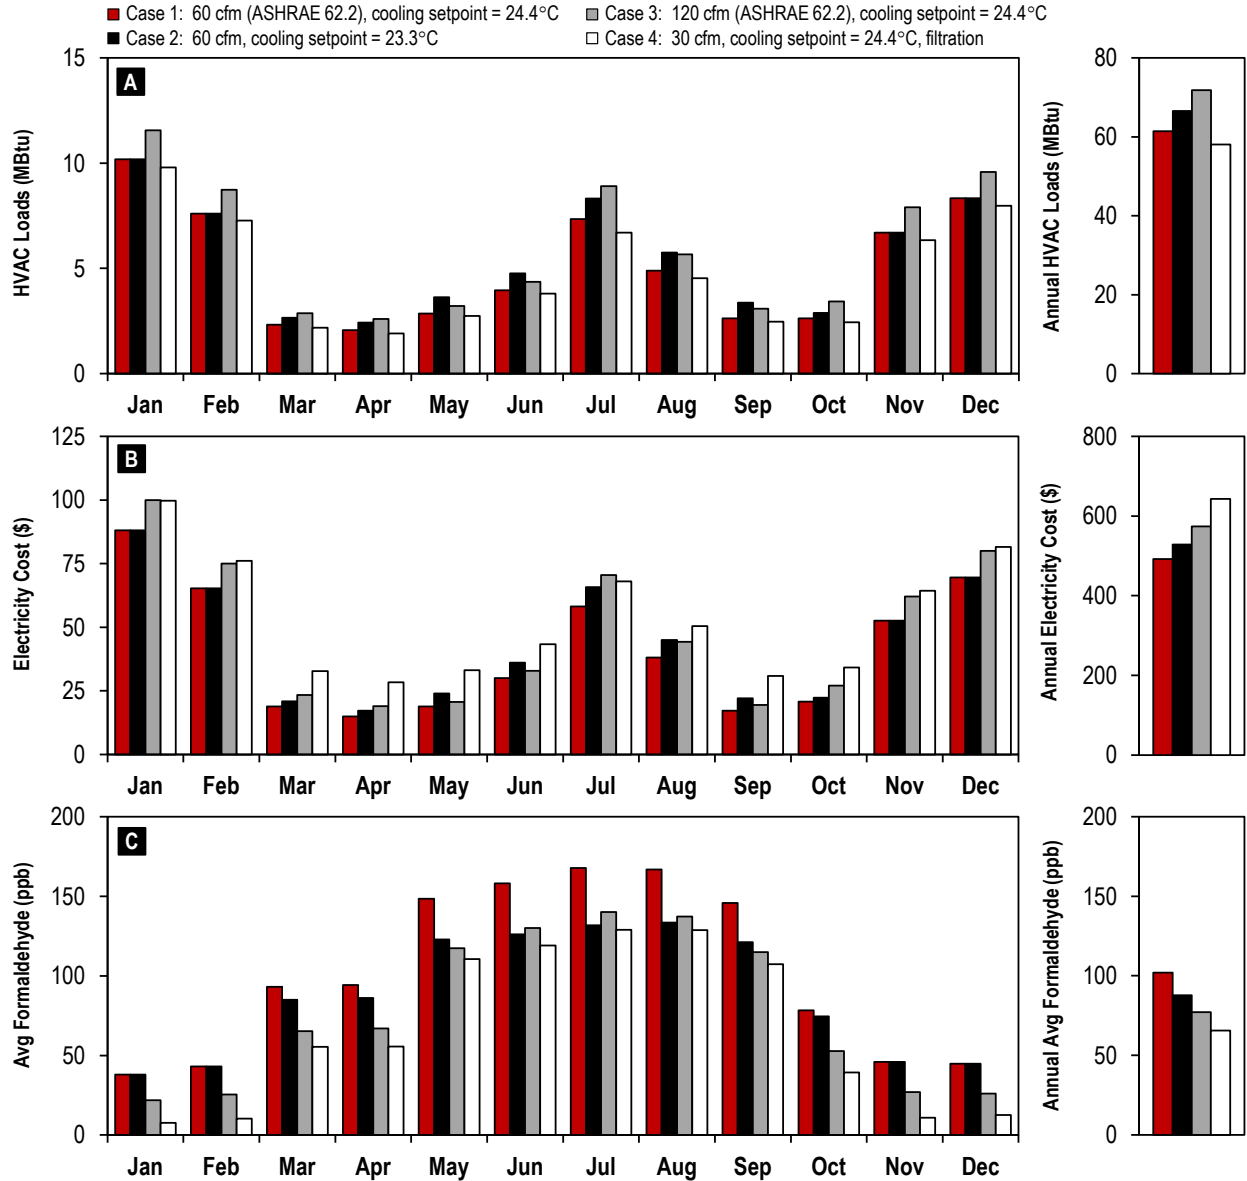 Case 1: 60 cfm (ASHRAE 62.2), cooling setpoint = 24.4°C
Case 3: 120 cfm (ASHRAE 62.2), cooling setpoint = 24.4°C
Case 2: 60 cfm, cooling setpoint = 23.3°C
Case 4: 30 cfm, cooling setpoint = 24.4°C, filtration
A
HVAC Loads (MBtu)
15
10
5
0
Jan Feb Mar Apr May Jun Jul Aug Sep Oct Nov Dec
Annual HVAC Loads (MBtu)
80
60
40
20
0
B
Electricity Cost ($)
125
100
75
50
25
0
Jan Feb Mar Apr May Jun Jul Aug Sep Oct Nov Dec
Annual Electricity Cost ($)
800
600
400
200
0
C
Avg Formaldehyde (ppb)
200
150
100
50
0
Jan Feb Mar Apr May Jun Jul Aug Sep Oct Nov Dec
Annual Avg Formaldehyde (ppb)
200
150
100
50
0